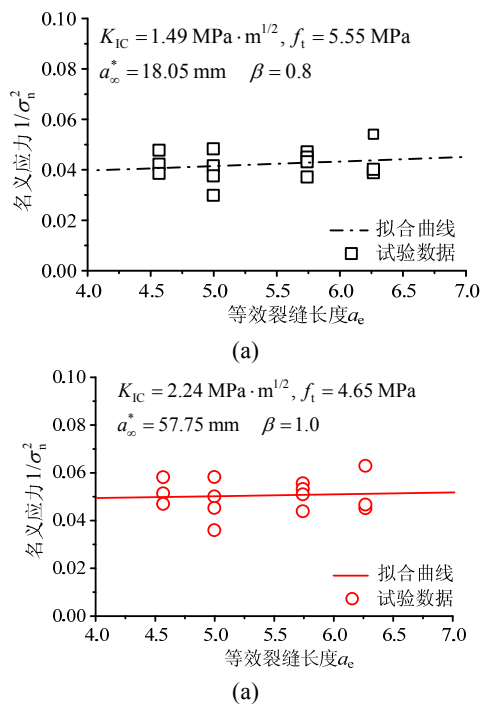 K_IC = 1.49 MPa·m^1/2, f_t = 5.55 MPa
a*_∞ = 18.05 mm β = 0.8
名义应力 1/σ_n^2
0.10
0.08
0.06
0.04
0.02
0.00
拟合曲线
试验数据
4.0 4.5 5.0 5.5 6.0 6.5 7.0
等效裂缝长度a_e
(a)
K_IC = 2.24 MPa·m^1/2, f_t = 4.65 MPa
a*_∞ = 57.75 mm β = 1.0
名义应力 1/σ_n^2
0.10
0.08
0.06
0.04
0.02
0.00
拟合曲线
试验数据
4.0 4.5 5.0 5.5 6.0 6.5 7.0
等效裂缝长度a_e
(a)